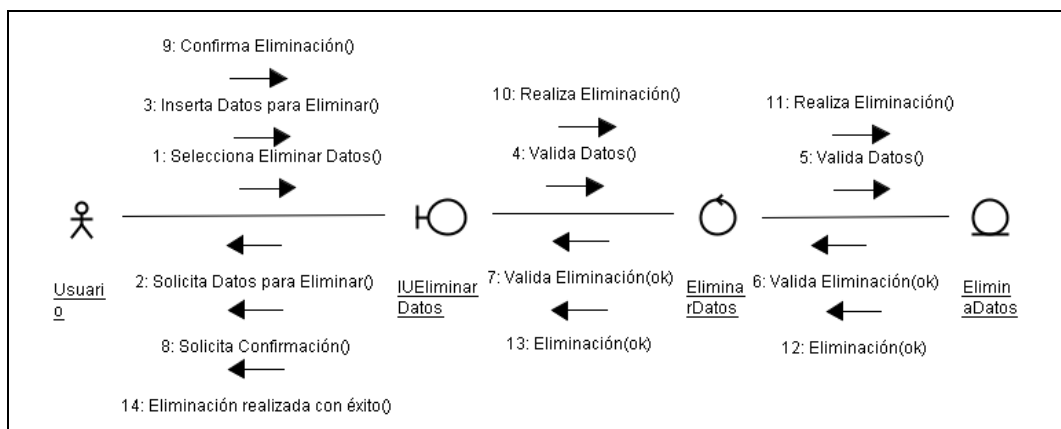 9: Confirma Eliminación()
3: Inserta Datos para Eliminar()
1: Selecciona Eliminar Datos()
10: Realiza Eliminación()
4: Valida Datos()
11: Realiza Eliminación()
5: Valida Datos()
Usuari
o
2: Solicita Datos para Eliminar()
8: Solicita Confirmación()
14: Eliminación realizada con éxito()
IUEliminar
Datos
7: Valida Eliminación(ok)
13: Eliminación(ok)
Elimina
rDatos
6: Valida Eliminación(ok)
12: Eliminación(ok)
Elimin
aDatos